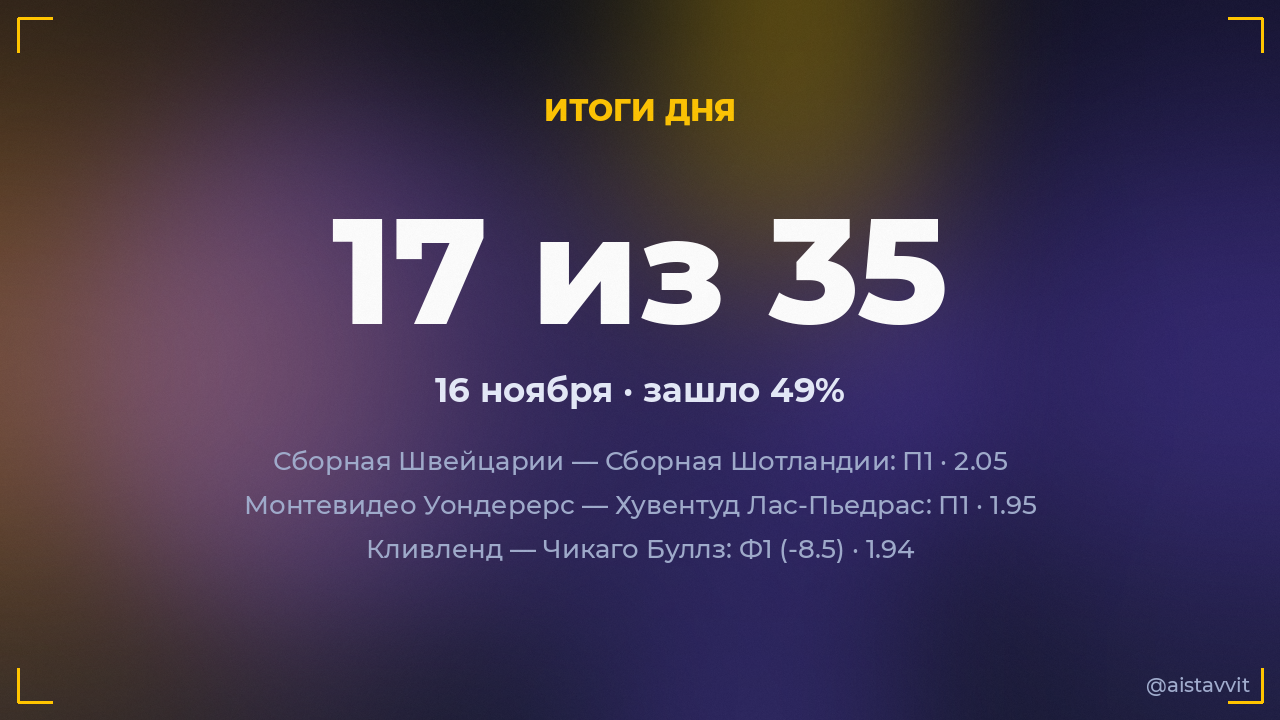 ИТОГИ ДНЯ
17 из 35
16 ноября · зашло 49%
Сборная Швейцарии — Сборная Шотландии: П1 · 2.05
Монтевидео Уондерерс — Хувентуд Лас-Пьедрас: П1 · 1.95
Кливленд — Чикаго Буллз: Ф1 (-8.5) · 1.94
@aistavvit